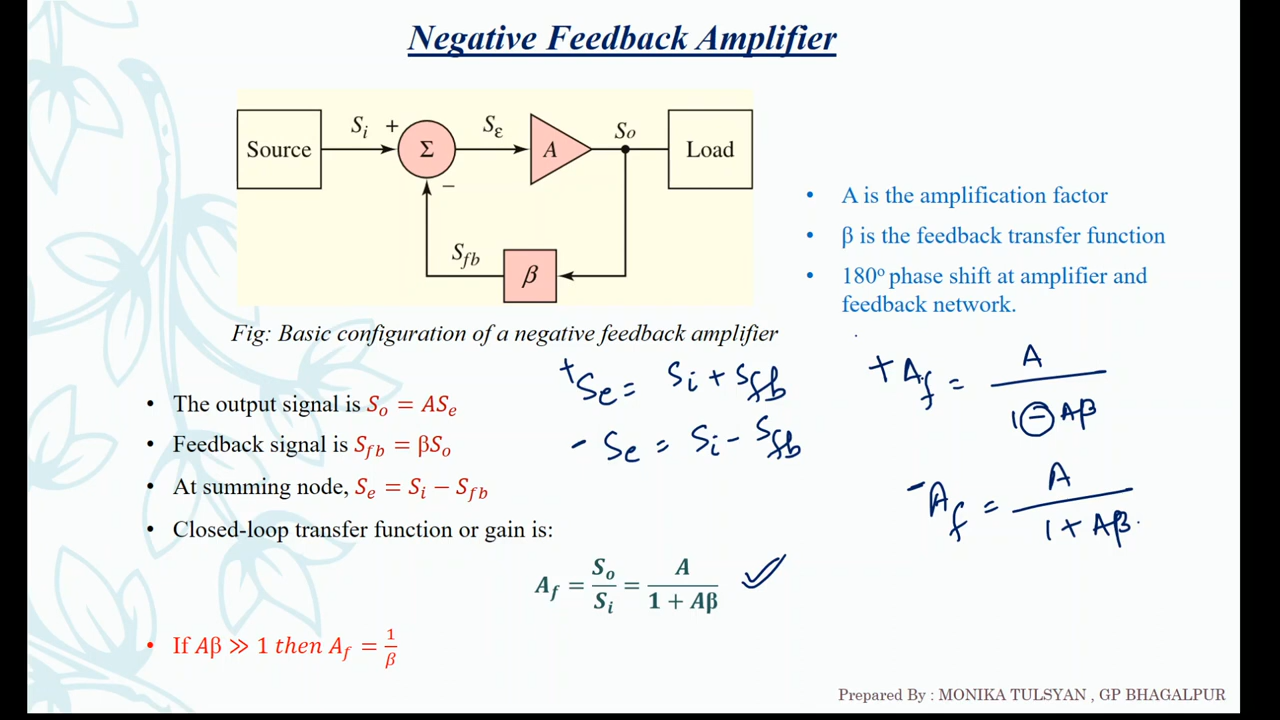 Negative Feedback Amplifier
Source
Si
+
Σ
Sε
A
So
Load
−
Sfb
β
Fig: Basic configuration of a negative feedback amplifier
• A is the amplification factor
• β is the feedback transfer function
• 180° phase shift at amplifier and
feedback network.
+Se = Si + Sfb
- Se = Si - Sfb
+ Af = A / 1 - Aβ
- Af = A / 1 + Aβ
• The output signal is So = ASe
• Feedback signal is Sfb = βSo
• At summing node, Se = Si − Sfb
• Closed-loop transfer function or gain is:
Af = So / Si = A / 1 + Aβ
• If Aβ ≫ 1 then Af = 1 / β
Prepared By : MONIKA TULSYAN , GP BHAGALPUR